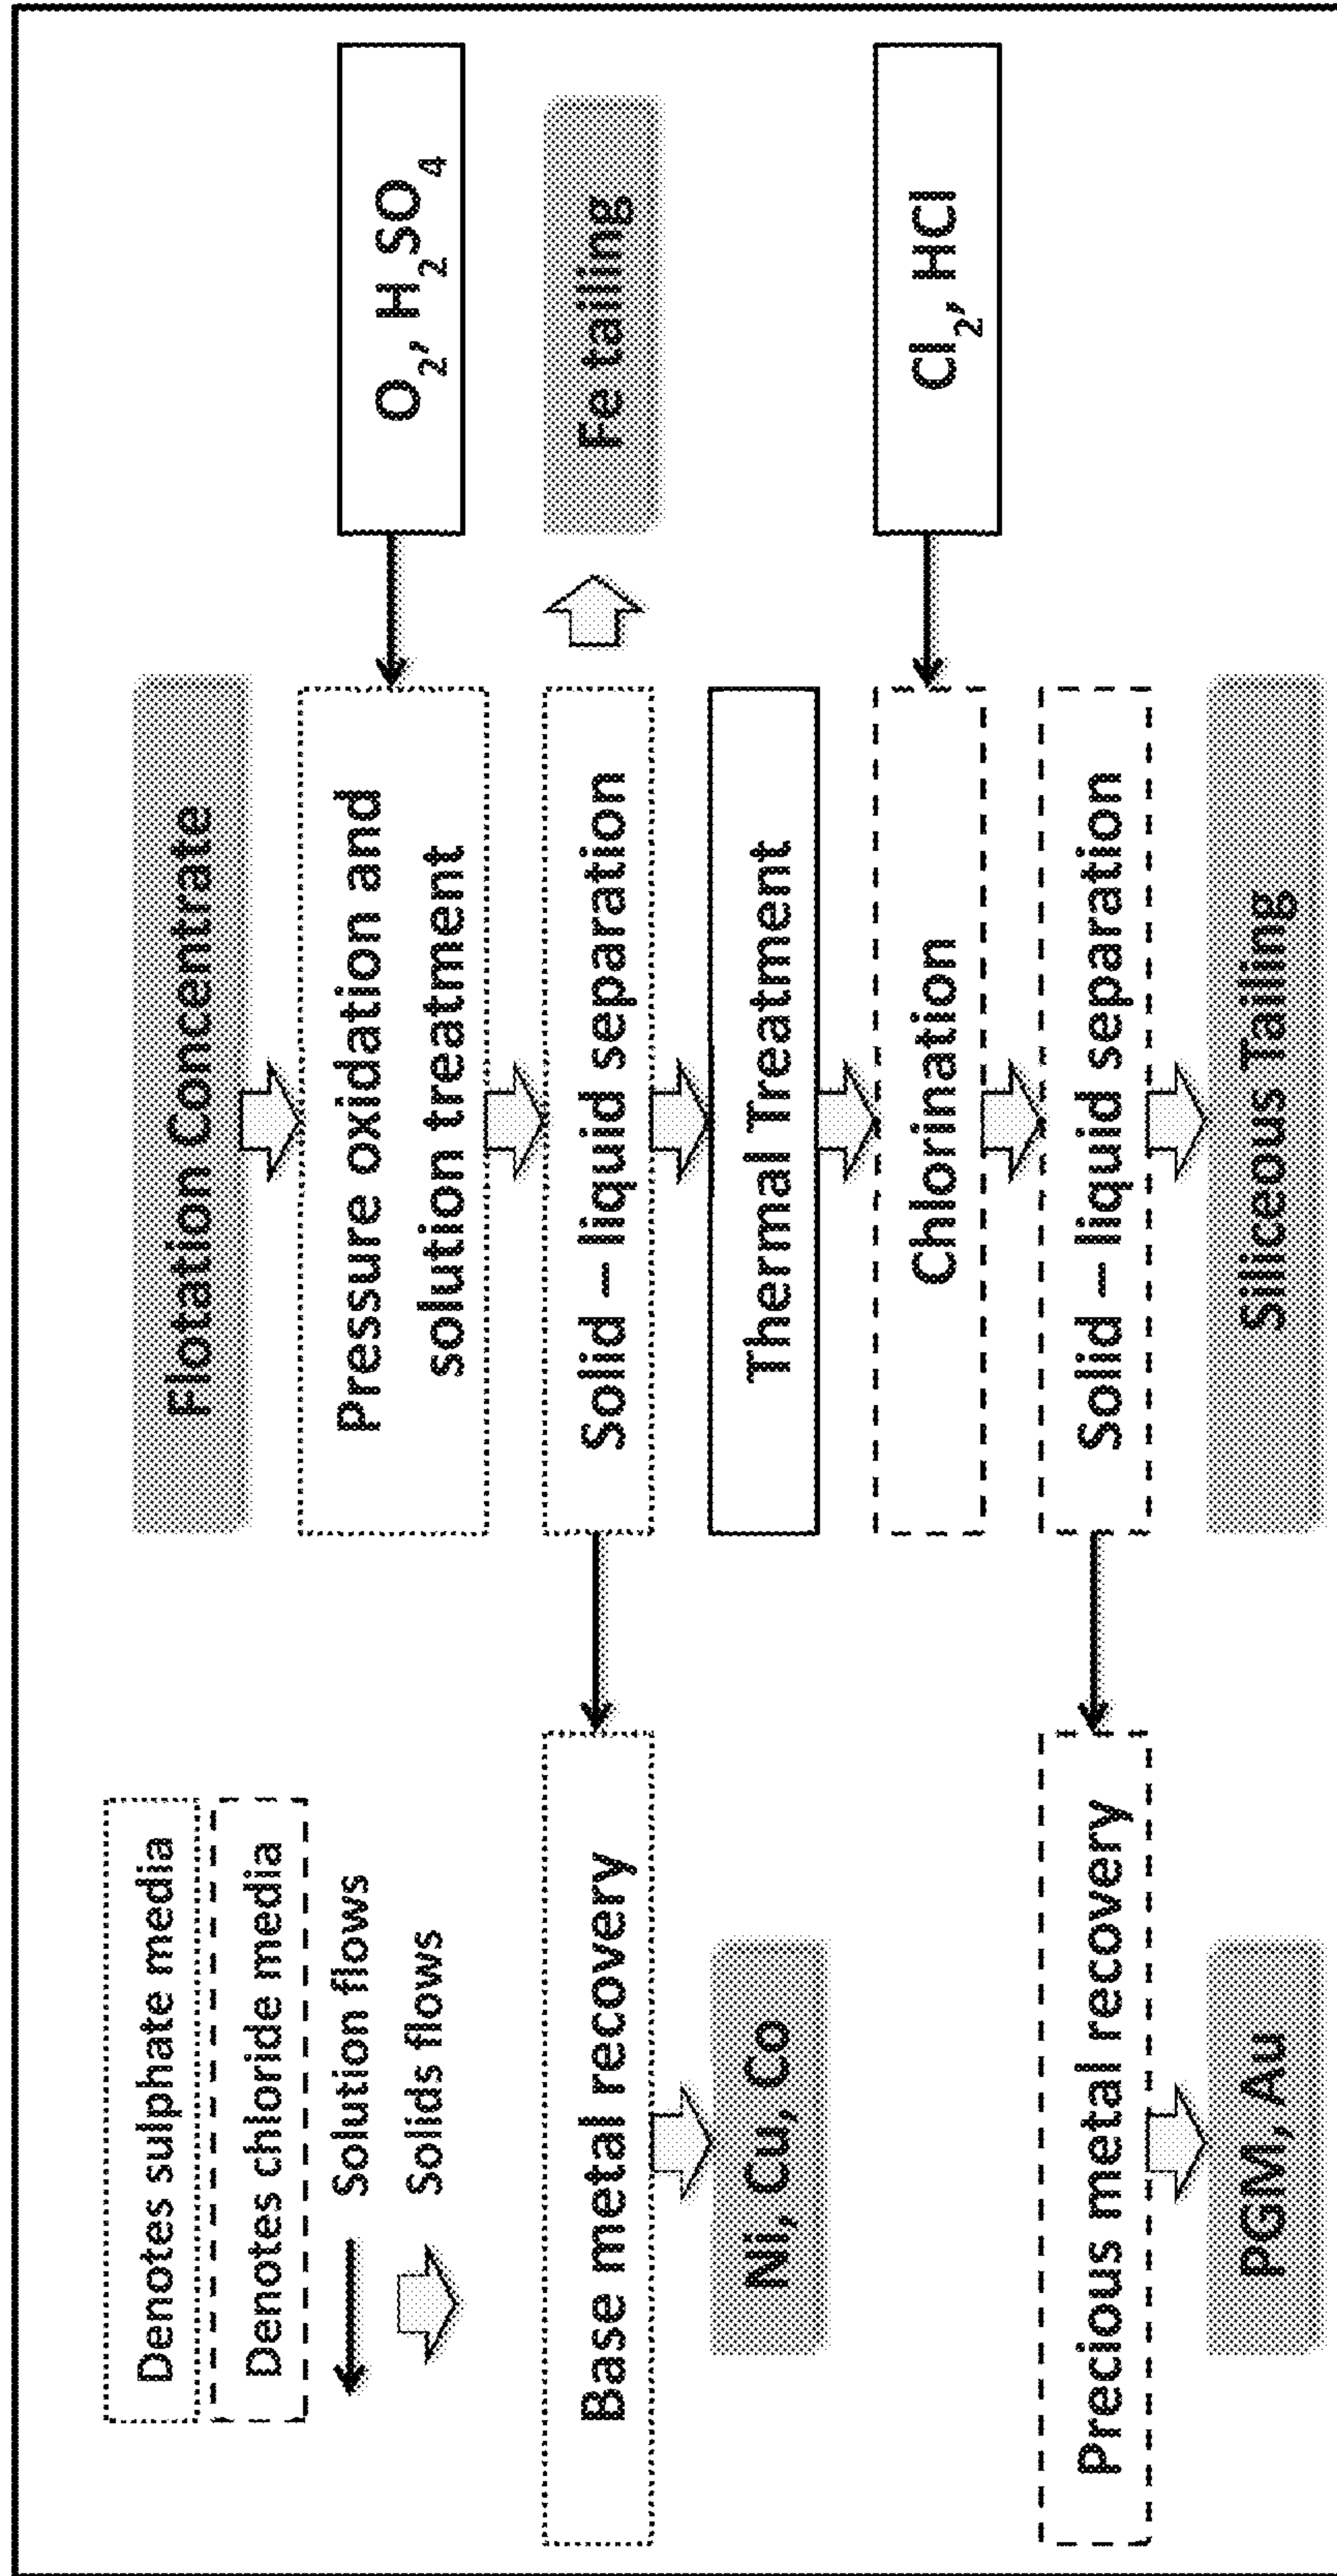 Denotes sulphate media
Denotes chloride media
Solution flows
Solids flows
Flotation Concentrate
Pressure oxidation and
solution treatment
O₂, H₂SO₄
Base metal recovery
Solid – liquid separation
Fe tailing
Ni, Cu, Co
Thermal Treatment
Chlorination
Cl₂, HCl
Precious metal recovery
Solid – liquid separation
PGM, Au
Siliceous Tailing